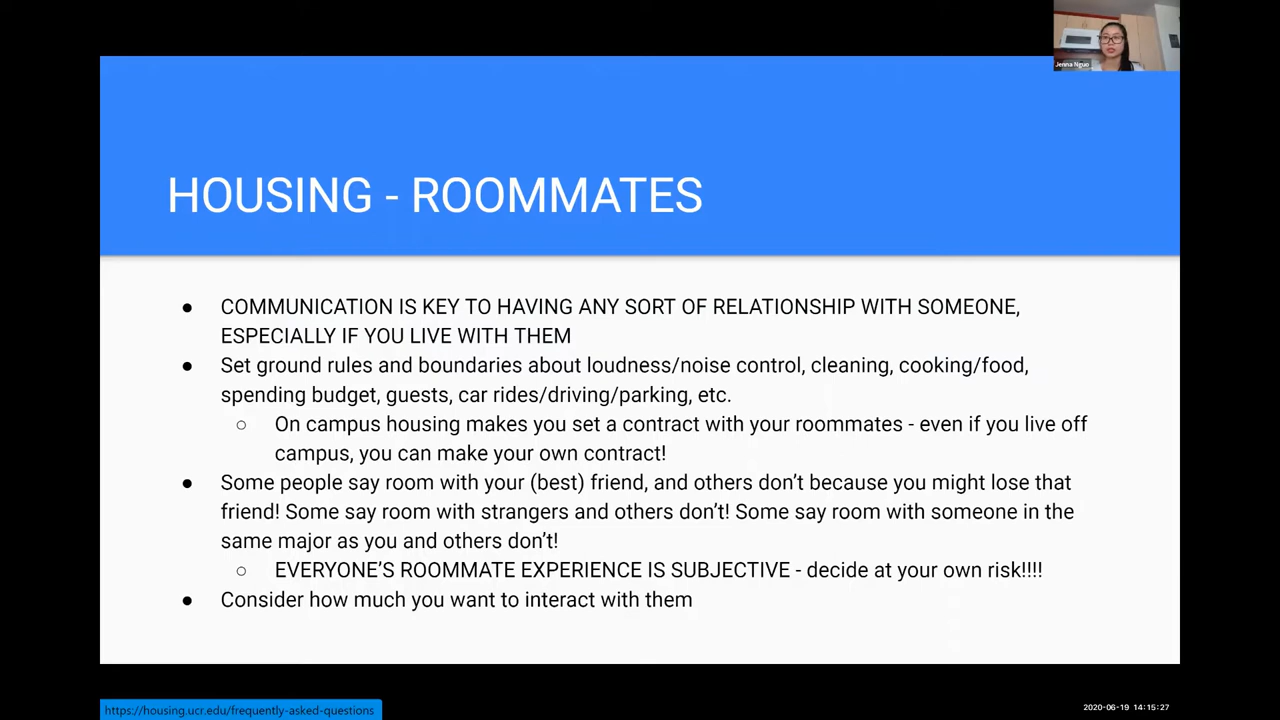 Jenna Nguo
HOUSING - ROOMMATES
● COMMUNICATION IS KEY TO HAVING ANY SORT OF RELATIONSHIP WITH SOMEONE,
ESPECIALLY IF YOU LIVE WITH THEM
● Set ground rules and boundaries about loudness/noise control, cleaning, cooking/food,
spending budget, guests, car rides/driving/parking, etc.
○ On campus housing makes you set a contract with your roommates - even if you live off
campus, you can make your own contract!
● Some people say room with your (best) friend, and others don’t because you might lose that
friend! Some say room with strangers and others don’t! Some say room with someone in the
same major as you and others don’t!
○ EVERYONE’S ROOMMATE EXPERIENCE IS SUBJECTIVE - decide at your own risk!!!!
● Consider how much you want to interact with them
https://housing.ucr.edu/frequently-asked-questions
2020-06-19 14:15:27